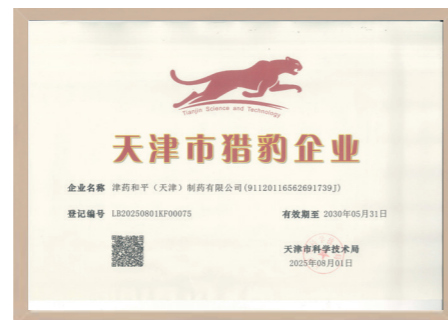 Tianjin Science and Technology
天津市猎豹企业
企业名称 津药和平（天津）制药有限公司(91120116562691739J)
登记编号 LB20250801KF00075 有效期至 2030年05月31日
天津市科学技术局
2025年08月01日